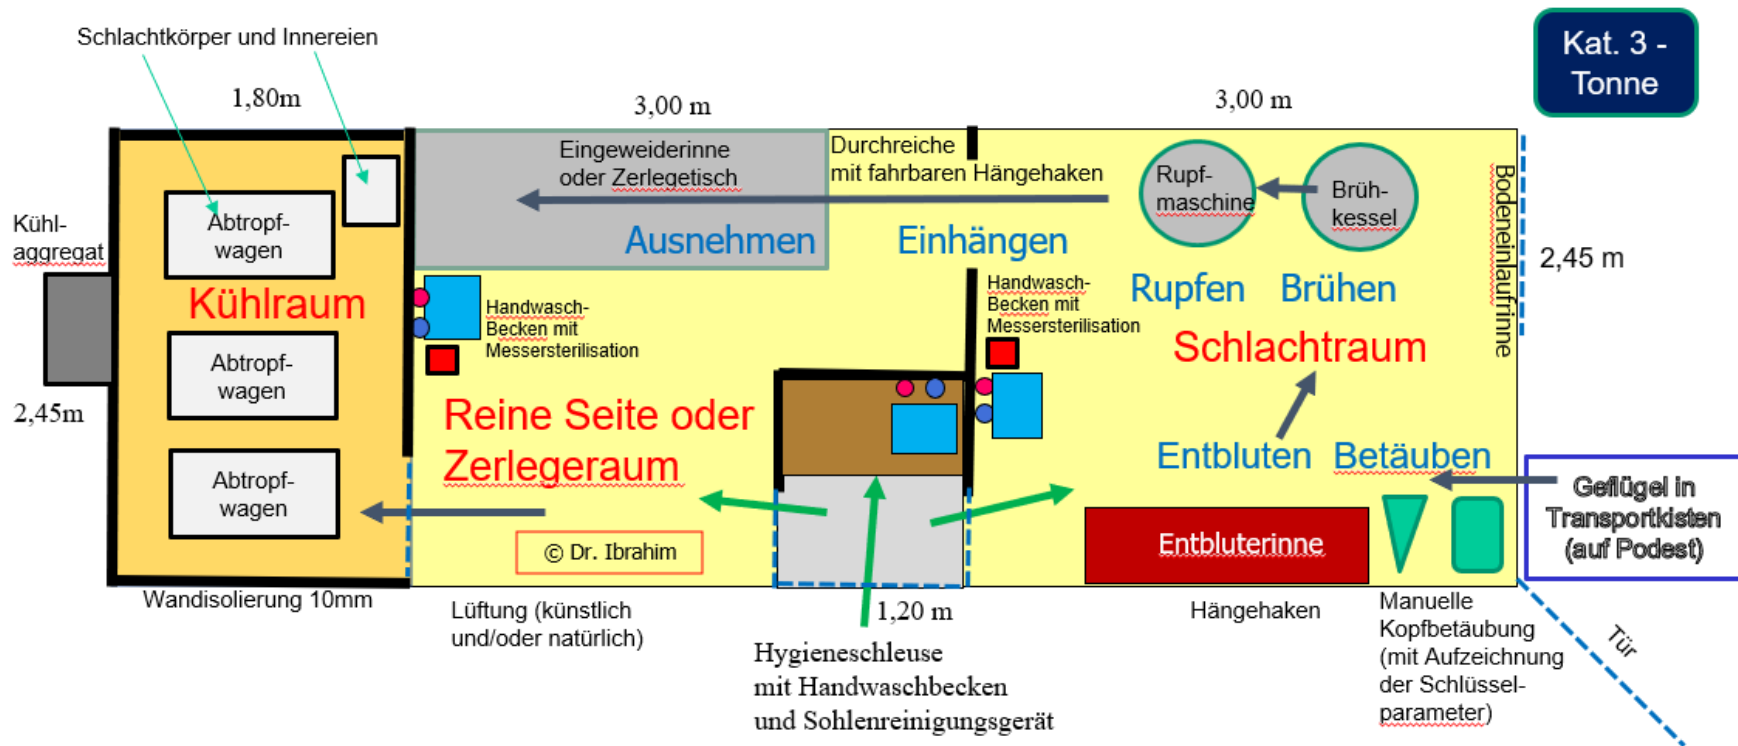 Schlachtkörper und Innereien
Kat. 3 -
Tonne
1,80m
3,00 m
3,00 m
Eingeweiderinne
oder Zerlegetisch
Durchreiche
mit fahrbaren Hängehaken
Rupf-
maschine
Brüh-
kessel
Bodeneinlaufrinne
Kühl-
aggregat
Abtropf-
wagen
Ausnehmen
Einhängen
2,45 m
Kühlraum
Handwasch-
Becken mit
Messersterilisation
Handwasch-
Becken mit
Messersterilisation
Rupfen
Brühen
Schlachtraum
Abtropf-
wagen
2,45m
Reine Seite oder
Zerlegeraum
Entbluten
Betäuben
Abtropf-
wagen
Geflügel in
Transportkisten
(auf Podest)
© Dr. Ibrahim
Entbluterinne
Wandisolierung 10mm
Lüftung (künstlich
und/oder natürlich)
1,20 m
Hängehaken
Manuelle
Kopfbetäubung
(mit Aufzeichnung
der Schlüssel-
parameter)
Tür
Hygieneschleuse
mit Handwaschbecken
und Sohlenreinigungsgerät